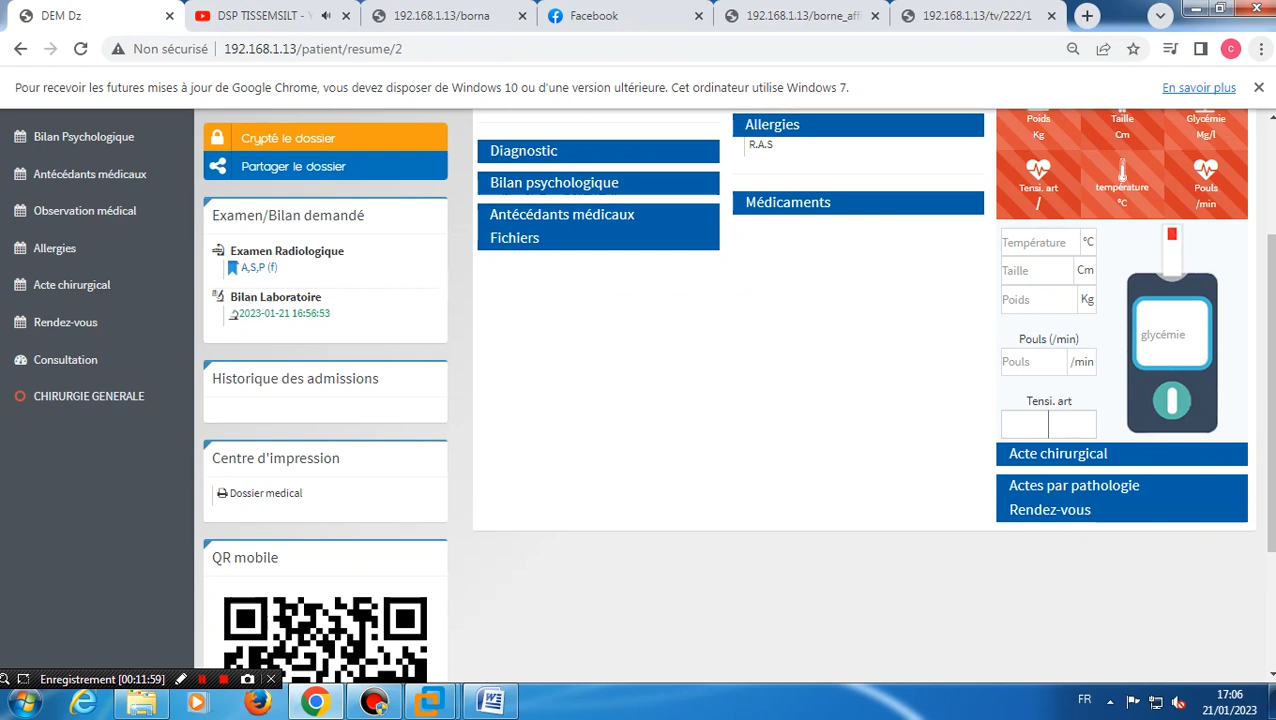 DEM Dz
DSP TISSEMSILT - Y
192.168.1.13/borna
Facebook
192.168.1.13/borne_aff
192.168.1.13/tv/222/1
Non sécurisé
192.168.1.13/patient/resume/2
C
Pour recevoir les futures mises à jour de Google Chrome, vous devez disposer de Windows 10 ou d'une version ultérieure. Cet ordinateur utilise Windows 7.
En savoir plus
Bilan Psychologique
Antécédants médicaux
Observation médical
Allergies
Acte chirurgical
Rendez-vous
Consultation
CHIRURGIE GENERALE
Crypté le dossier
Partager le dossier
Examen/Bilan demandé
Examen Radiologique
A,S,P (f)
Bilan Laboratoire
2023-01-21 16:56:53
Historique des admissions
Centre d'impression
Dossier medical
QR mobile
Diagnostic
Bilan psychologique
Antécédants médicaux
Fichiers
Allergies
R.A.S
Médicaments
Poids
Kg
Taille
Cm
Glycémie
Mg/l
Tensi. art
/
température
°C
Pouls
/min
Température °C
Taille Cm
Poids Kg
glycémie
Pouls (/min)
Pouls /min
Tensi. art
Acte chirurgical
Actes par pathologie
Rendez-vous
Enregistrement [00:11:59]
FR
17:06
21/01/2023